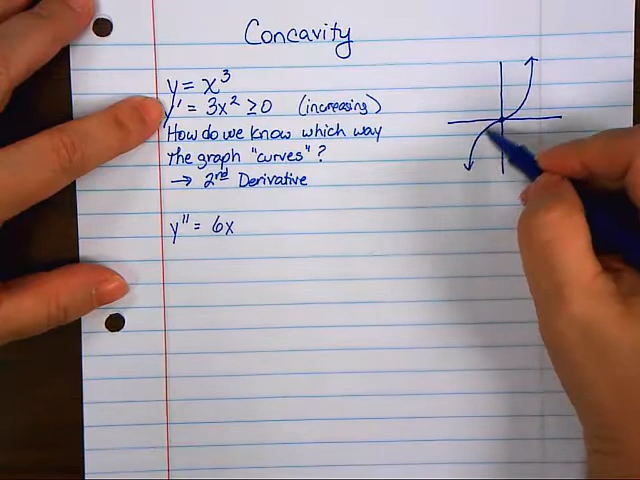 Concavity
y = x³
y' = 3x² ≥ 0 (increasing)
How do we know which way
the graph "curves"?
→ 2nd Derivative
y'' = 6x